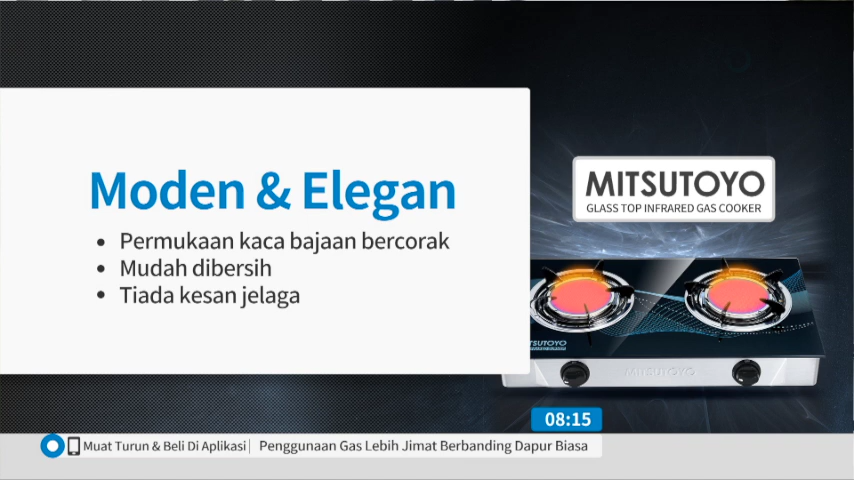 Moden & Elegan
• Permukaan kaca bajaan bercorak
• Mudah dibersih
• Tiada kesan jelaga
MITSUTOYO
GLASS TOP INFRARED GAS COOKER
MITSUTOYO
08:15
Muat Turun & Beli Di Aplikasi | Penggunaan Gas Lebih Jimat Berbanding Dapur Biasa